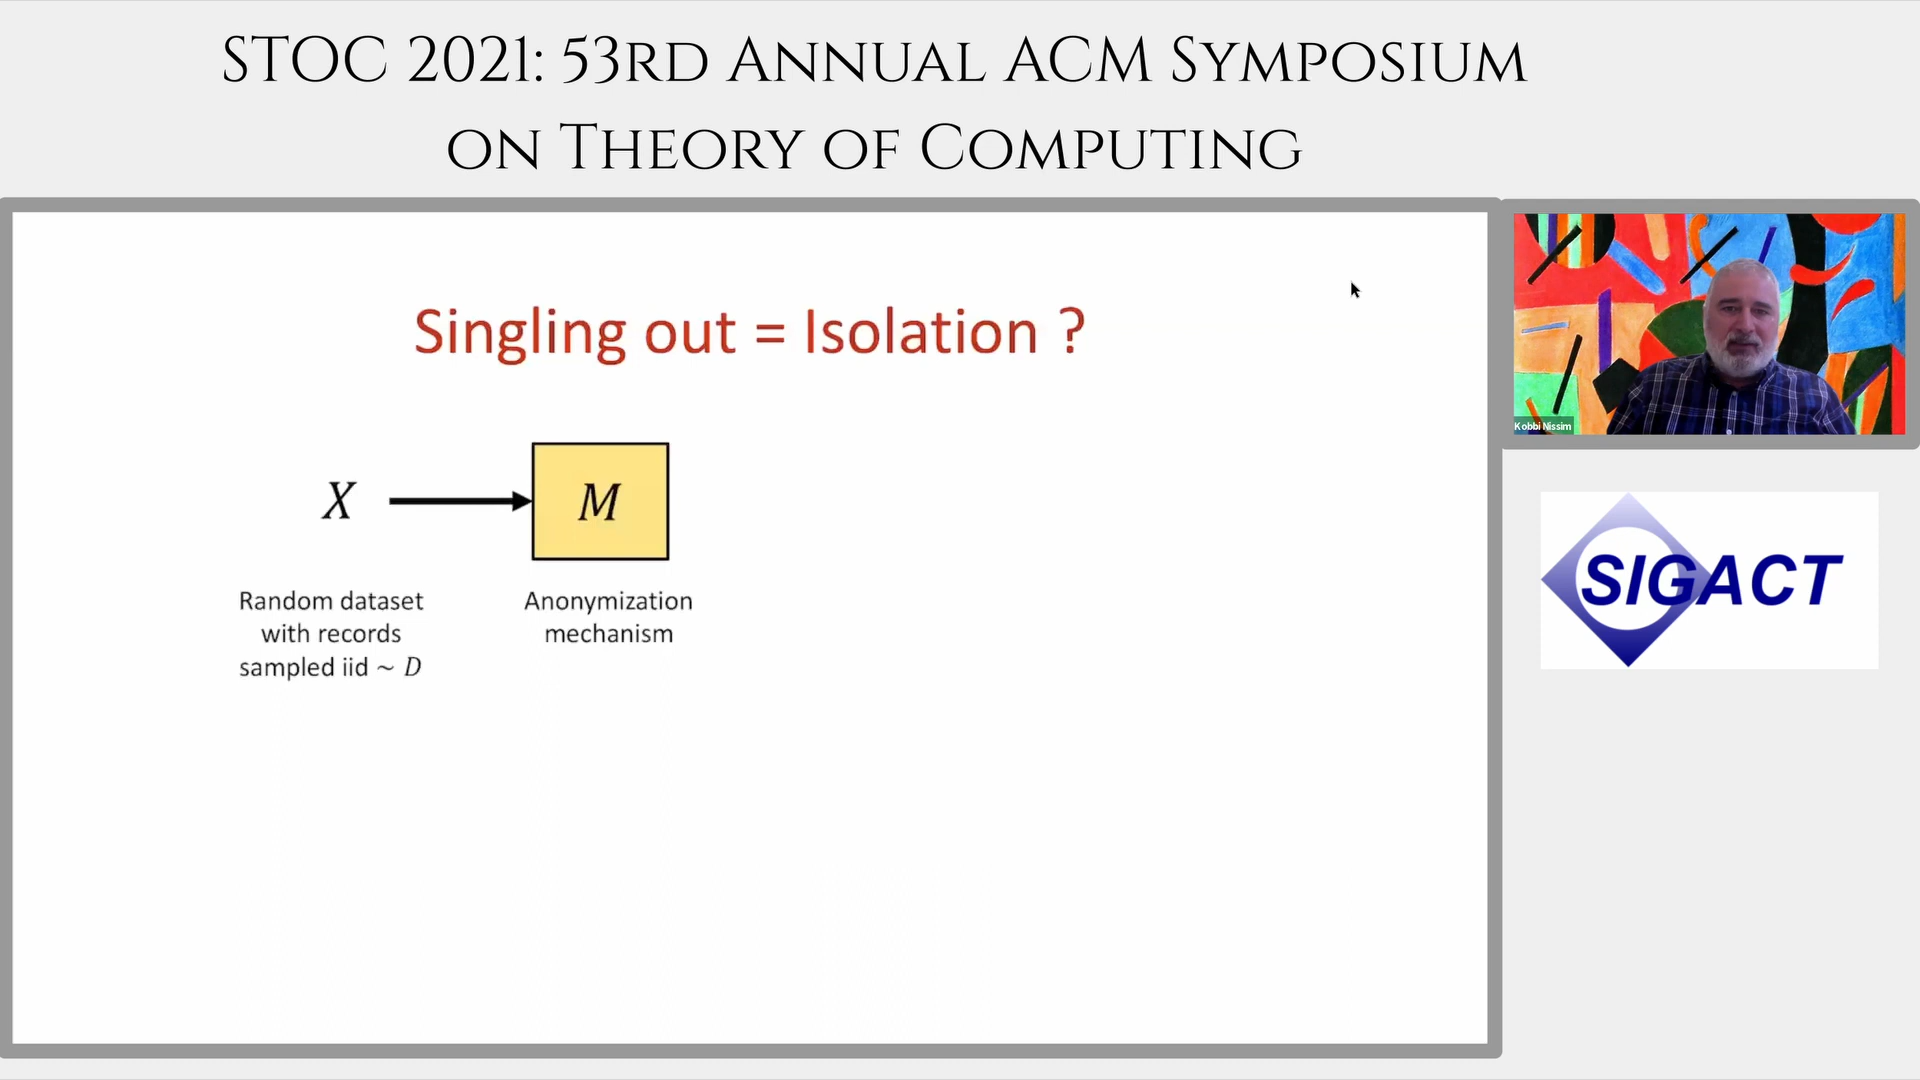 STOC 2021: 53rd Annual ACM Symposium
on Theory of Computing
Singling out = Isolation ?
X
M
Random dataset
with records
sampled iid ~ D
Anonymization
mechanism
Kobbi Nissim
SIGACT